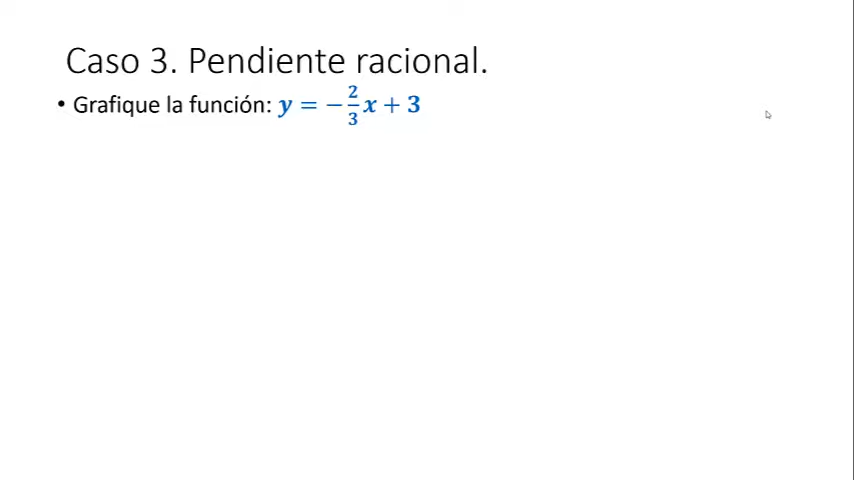 Caso 3. Pendiente racional.
• Grafique la función: y = −2/3 x + 3